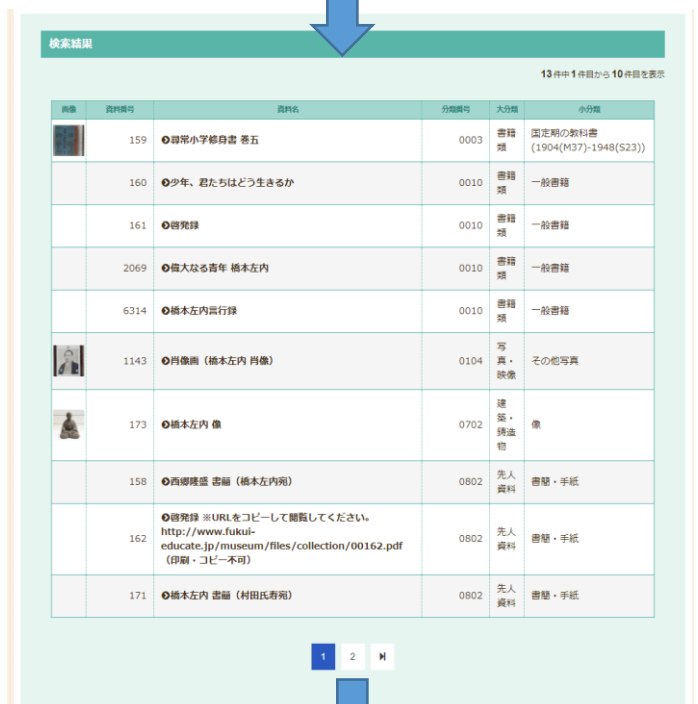 検索結果
13件中1件目から10件目を表示
画像 資料番号 資料名 分類番号 大分類 小分類
159 尋常小学修身書 巻五 0003 書籍類 国定期の教科書
(1904(M37)-1948(S23))
160 少年、君たちはどう生きるか 0010 書籍類 一般書籍
161 啓発録 0010 書籍類 一般書籍
2069 偉大なる青年 橋本左内 0010 書籍類 一般書籍
6314 橋本左内言行録 0010 書籍類 一般書籍
1143 肖像画（橋本左内 肖像） 0104 写真・映像 その他写真
173 橋本左内 像 0702 建築・鋳造物 像
158 西郷隆盛 書翰（橋本左内宛） 0802 先人資料 書簡・手紙
162 啓発録 ※URLをコピーして閲覧してください。
http://www.fukui-
educate.jp/museum/files/collection/00162.pdf
（印刷・コピー不可） 0802 先人資料 書簡・手紙
171 橋本左内 書翰（村田氏寿宛） 0802 先人資料 書簡・手紙
1 2